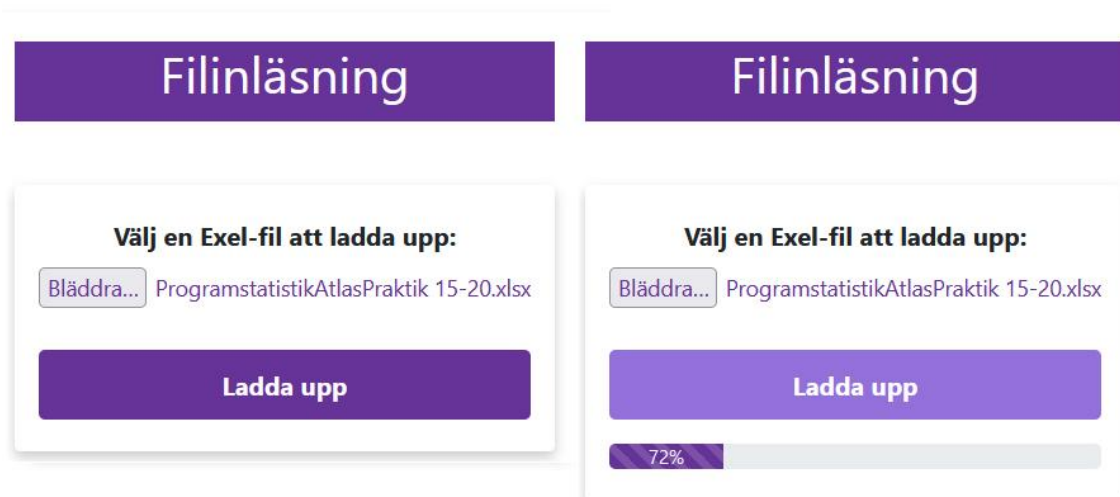 Filinläsning
Välj en Exel-fil att ladda upp:
Bläddra... ProgramstatistikAtlasPraktik 15-20.xlsx
Ladda upp
Filinläsning
Välj en Exel-fil att ladda upp:
Bläddra... ProgramstatistikAtlasPraktik 15-20.xlsx
Ladda upp
72%